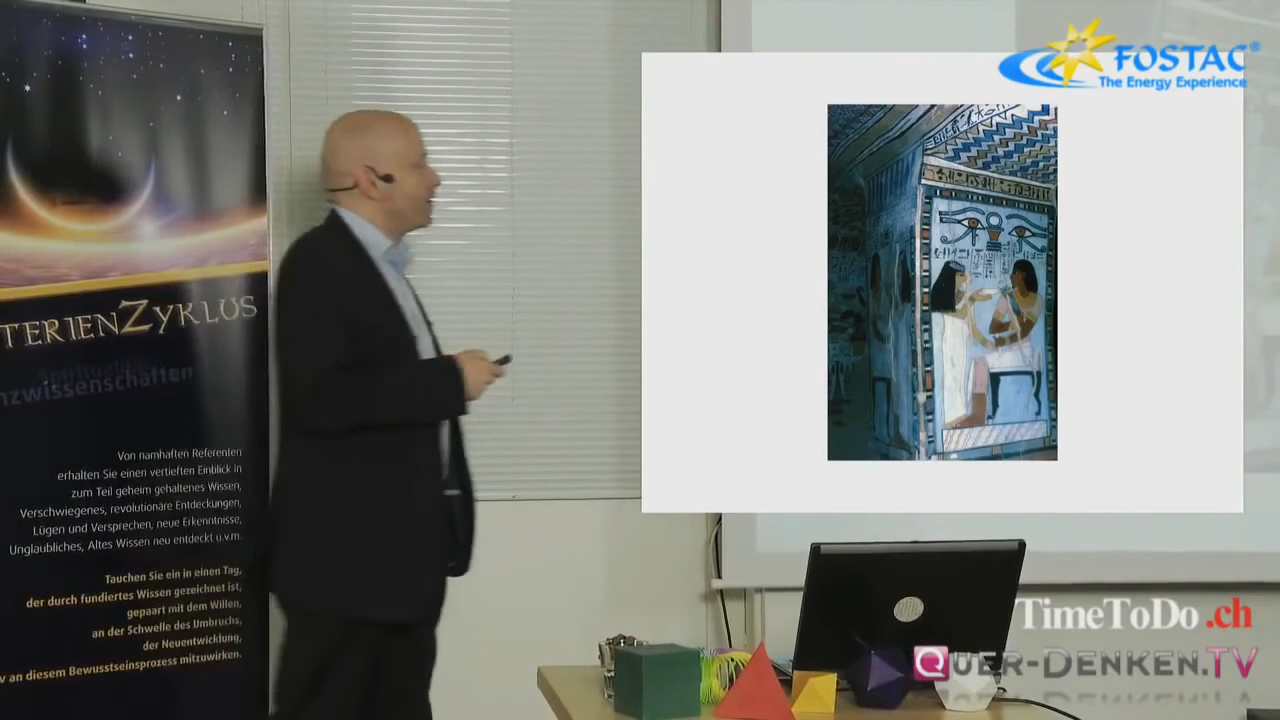 FOSTAC®
The Energy Experience
TERIENZYKLUS
Spiritualität
nzwissenschaften
Von namhaften Referenten
erhalten Sie einen vertieften Einblick in
zum Teil geheim gehaltenes Wissen,
Verschwiegenes, revolutionäre Entdeckungen,
Lügen und Versprechen, neue Erkenntnisse,
Unglaubliches, Altes Wissen neu entdeckt u.v.m.
Tauchen Sie ein in einen Tag,
der durch fundiertes Wissen gezeichnet ist,
gepaart mit dem Willen,
an der Schwelle des Umbruchs,
der Neuentwicklung,
v an diesem Bewusstseinsprozess mitzuwirken.
TimeToDo.ch
QUER-DENKEN.TV